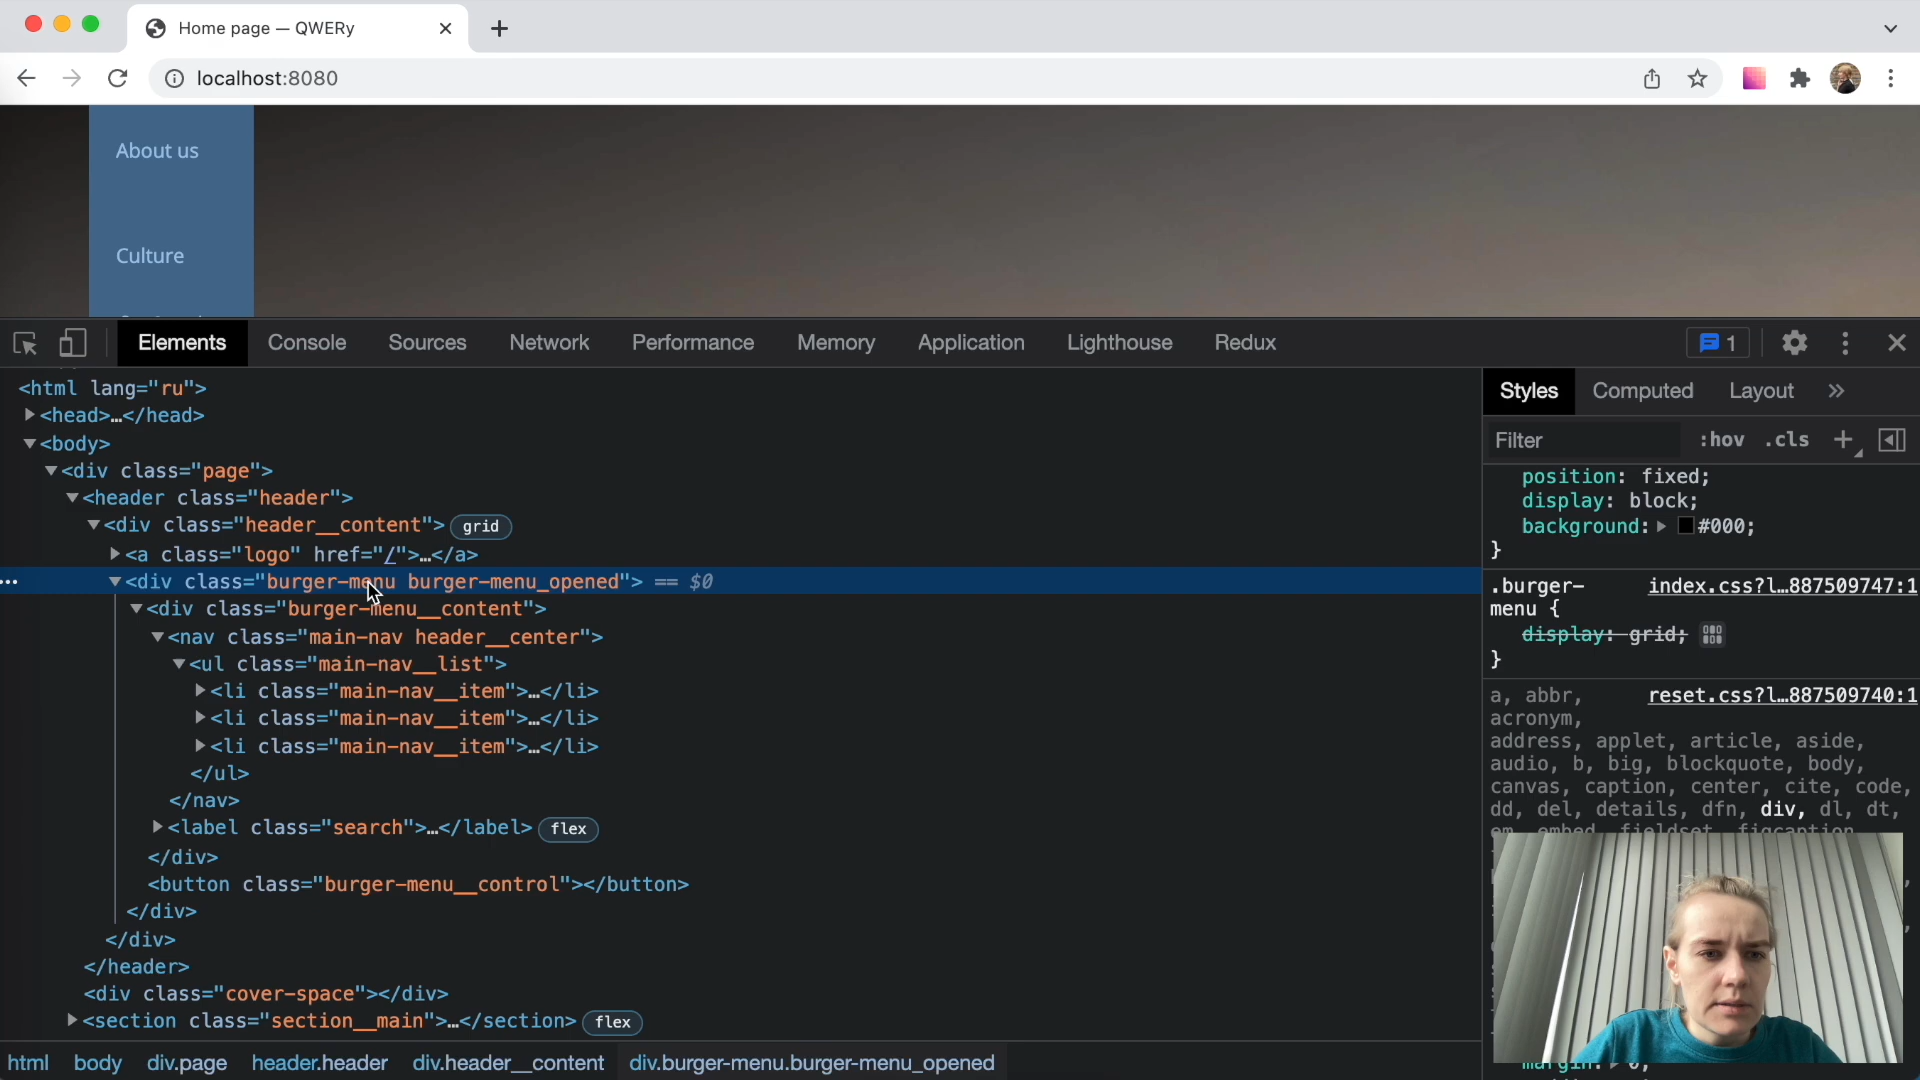 Home page — QWERy
localhost:8080
About us
Culture
Elements Console Sources Network Performance Memory Application Lighthouse Redux 1
<html lang="ru">
<head>…</head>
<body>
<div class="page">
<header class="header">
<div class="header__content"> grid
<a class="logo" href="/">…</a>
<div class="burger-menu burger-menu_opened"> == $0
<div class="burger-menu__content">
<nav class="main-nav header__center">
<ul class="main-nav__list">
<li class="main-nav__item">…</li>
<li class="main-nav__item">…</li>
<li class="main-nav__item">…</li>
</ul>
</nav>
<label class="search">…</label> flex
</div>
<button class="burger-menu__control"></button>
</div>
</div>
</header>
<div class="cover-space"></div>
<section class="section__main">…</section> flex
html body div.page header.header div.header__content div.burger-menu.burger-menu_opened
Styles Computed Layout »
Filter :hov .cls
position: fixed;
display: block;
background: #000;
}
.burger- index.css?l…887509747:1
menu {
display: grid;
}
a, abbr, reset.css?l…887509740:1
acronym,
address, applet, article, aside,
audio, b, big, blockquote, body,
canvas, caption, center, cite, code,
dd, del, details, dfn, div, dl, dt,
em, embed, fieldset, figcaption,
margin: 0;